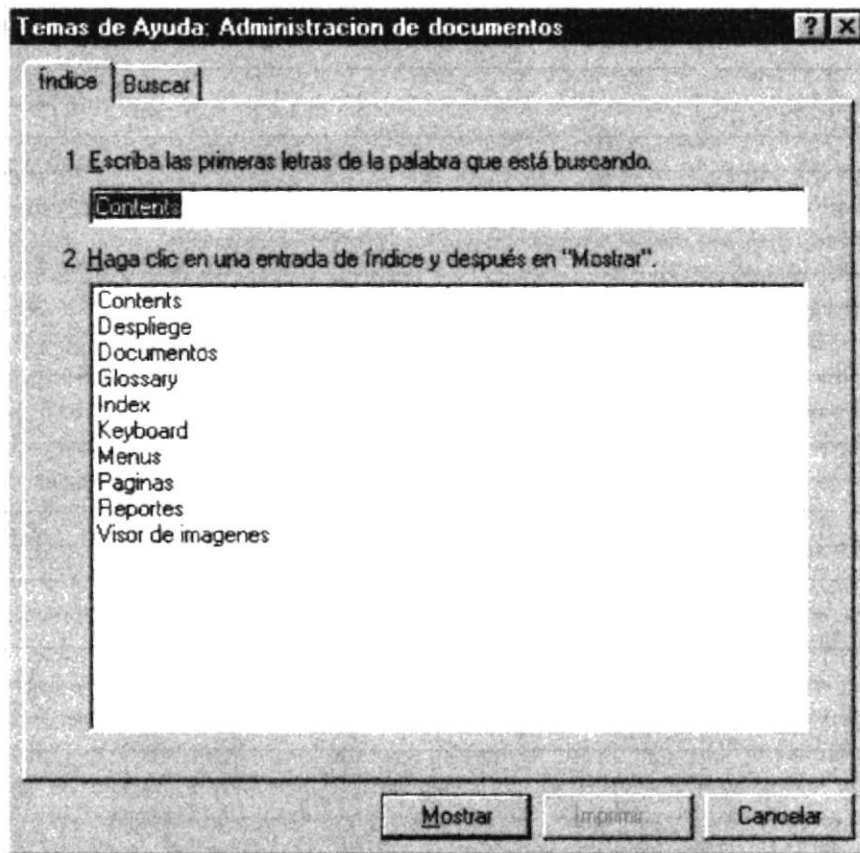 Temas de Ayuda: Administracion de documentos
Índice
Buscar
1 Escriba las primeras letras de la palabra que está buscando.
Contents
2 Haga clic en una entrada de índice y después en "Mostrar".
Contents
Despliege
Documentos
Glossary
Index
Keyboard
Menus
Paginas
Reportes
Visor de imagenes
Mostrar
Imprimir...
Cancelar